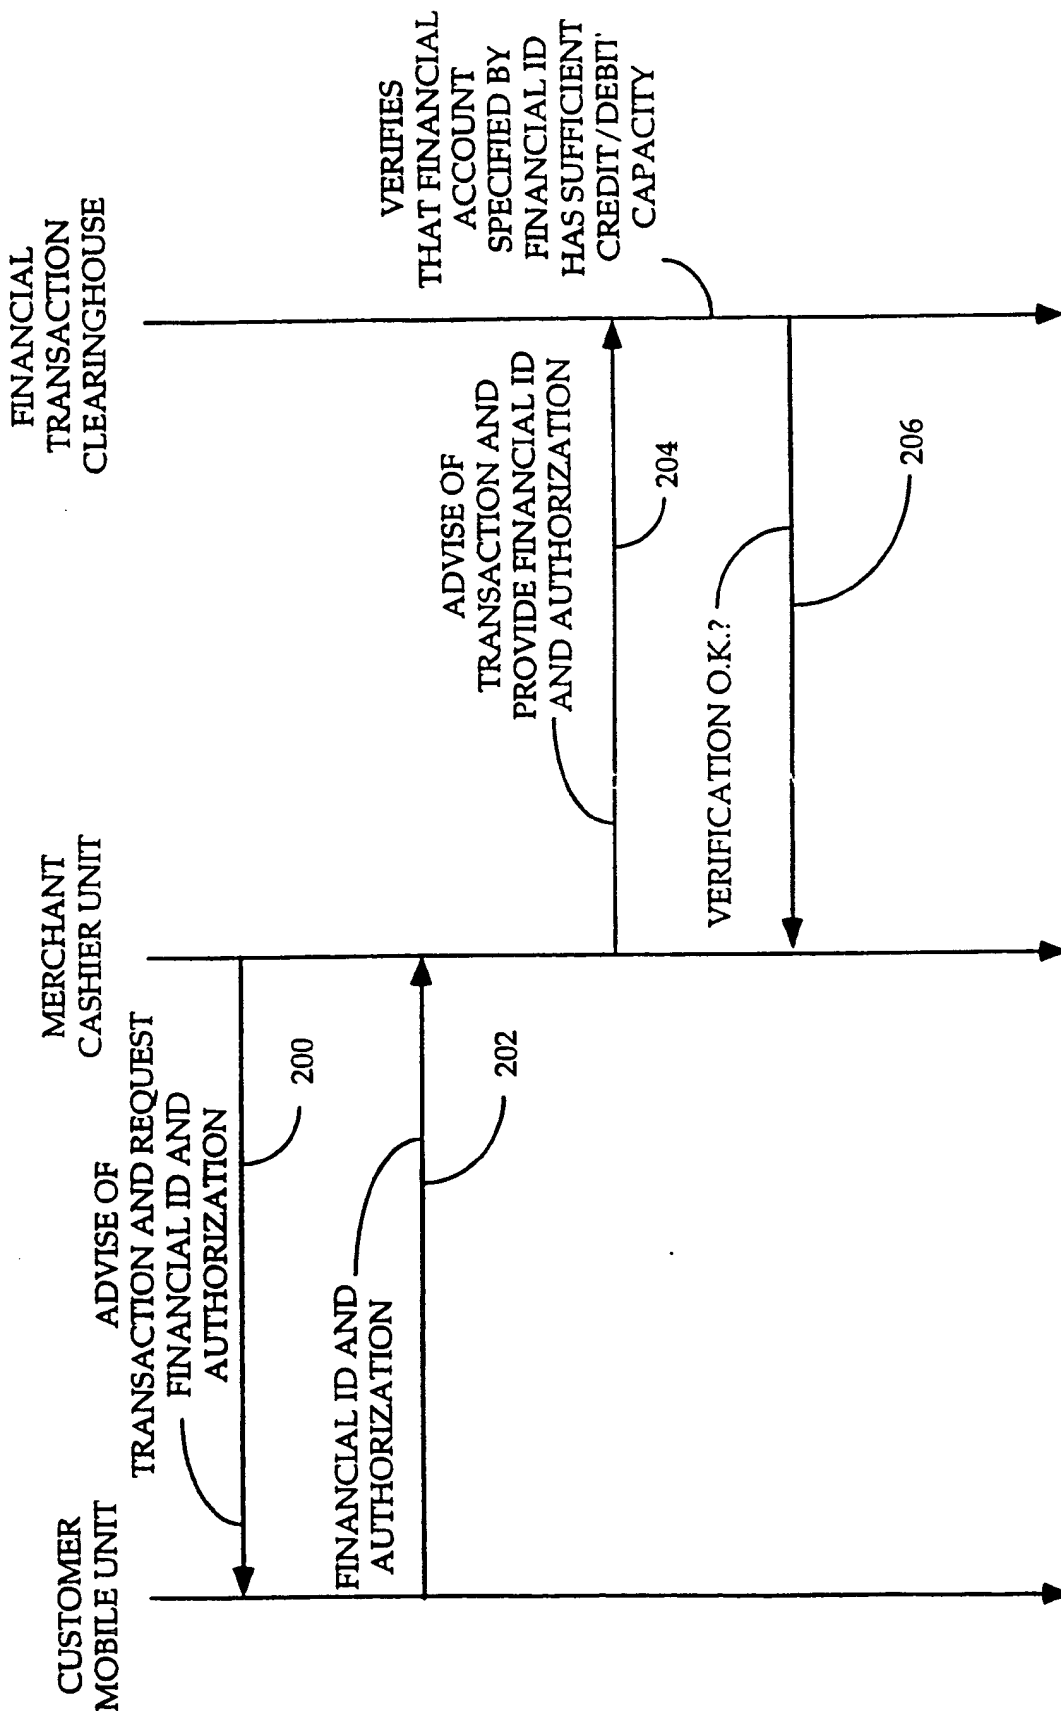 CUSTOMER
MOBILE UNIT
MERCHANT
CASHIER UNIT
FINANCIAL
TRANSACTION
CLEARINGHOUSE
ADVISE OF
TRANSACTION AND REQUEST
FINANCIAL ID AND
AUTHORIZATION
200
FINANCIAL ID AND
AUTHORIZATION
202
ADVISE OF
TRANSACTION AND
PROVIDE FINANCIAL ID
AND AUTHORIZATION
204
VERIFIES
THAT FINANCIAL
ACCOUNT
SPECIFIED BY
FINANCIAL ID
HAS SUFFICIENT
CREDIT/DEBIT
CAPACITY
VERIFICATION O.K.?
206